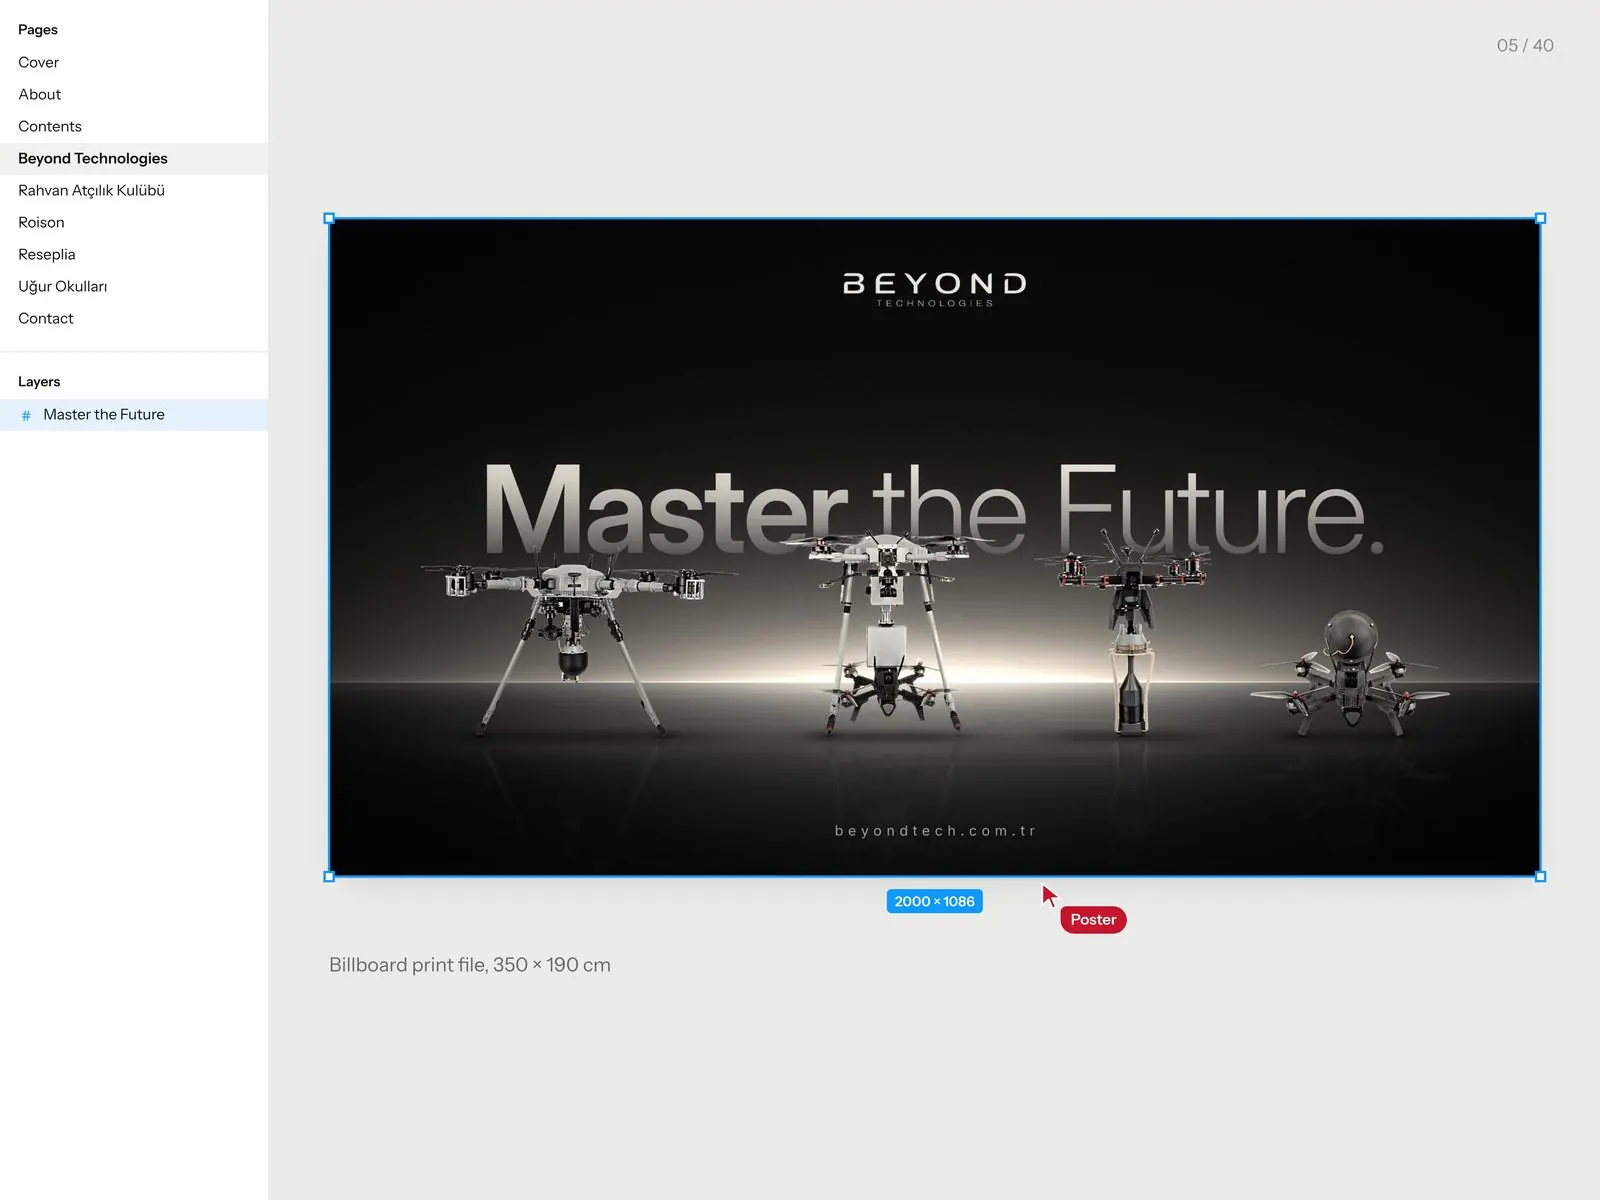 Pages
Cover
About
Contents
Beyond Technologies
Rahvan Atçılık Kulübü
Roison
Reseplia
Uğur Okulları
Contact
Layers
# Master the Future
05 / 40
BEYOND
TECHNOLOGIES
Master the Future.
beyondtech.com.tr
2000 × 1086
Poster
Billboard print file, 350 × 190 cm